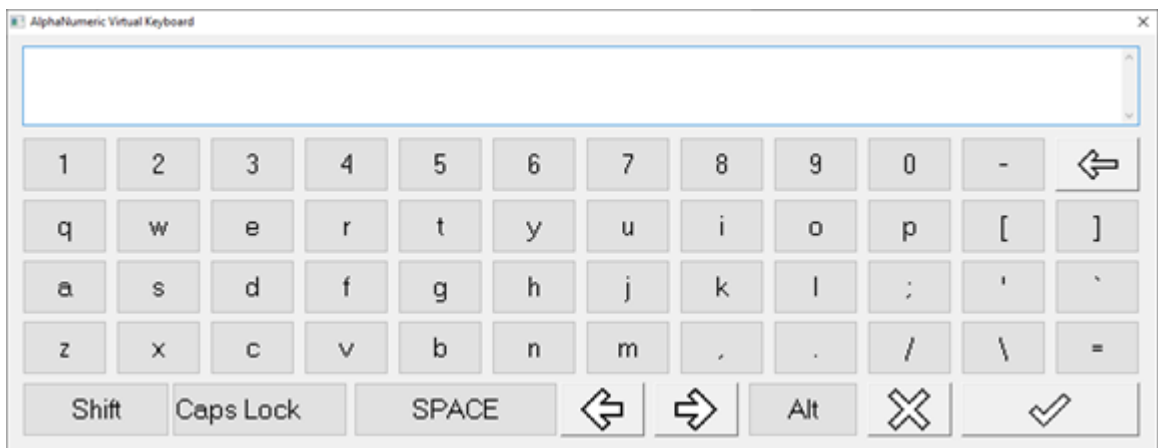 AlphaNumeric Virtual Keyboard
1 2 3 4 5 6 7 8 9 0 -
q w e r t y u i o p [ ]
a s d f g h j k l ; ' `
z x c v b n m , . / \ =
Shift Caps Lock SPACE Alt